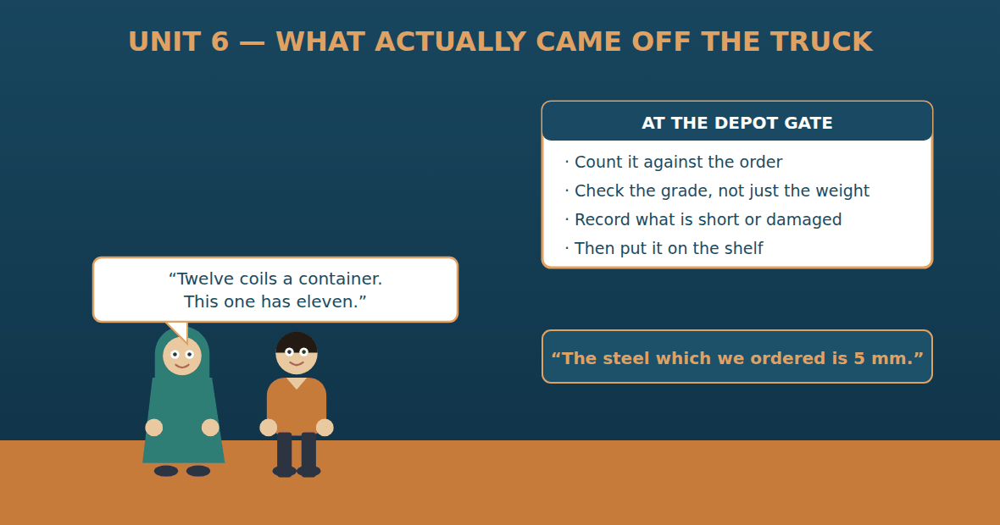 UNIT 6 — WHAT ACTUALLY CAME OFF THE TRUCK
AT THE DEPOT GATE
· Count it against the order
· Check the grade, not just the weight
· Record what is short or damaged
· Then put it on the shelf
“Twelve coils a container.
This one has eleven.”
“The steel which we ordered is 5 mm.”